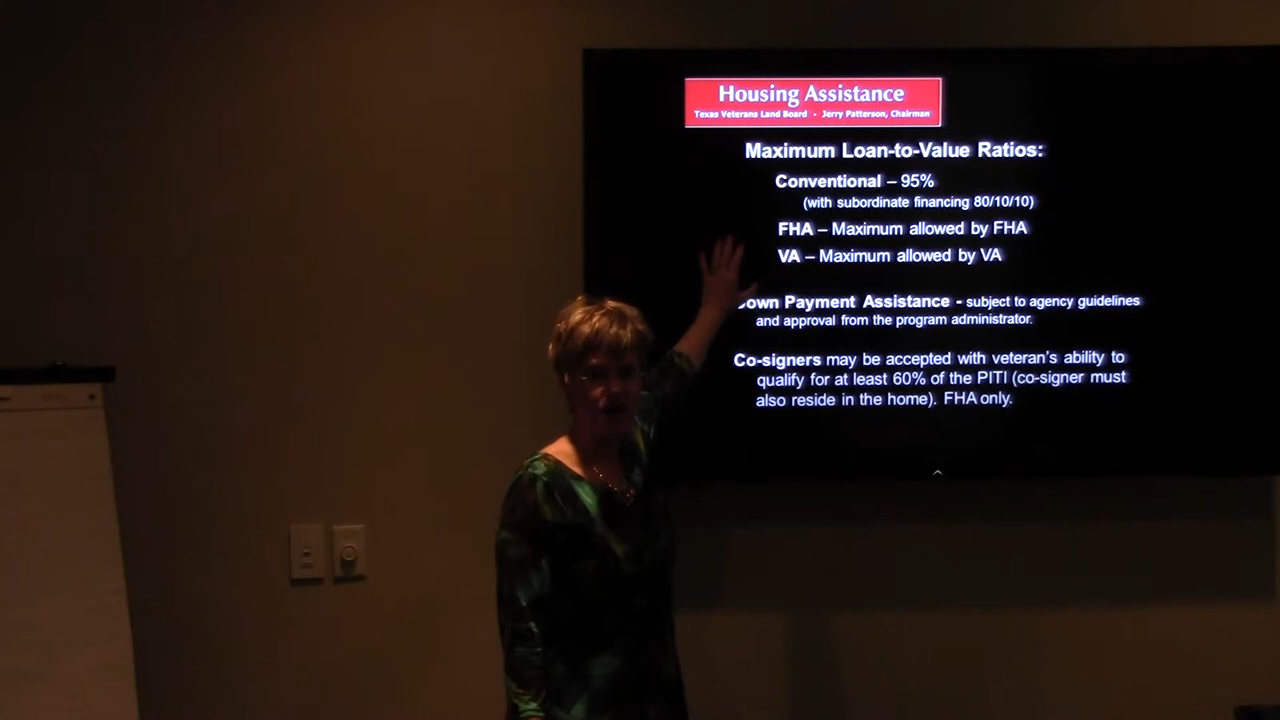 Housing Assistance
Texas Veterans Land Board - Jerry Patterson, Chairman
Maximum Loan-to-Value Ratios:
Conventional – 95%
(with subordinate financing 80/10/10)
FHA – Maximum allowed by FHA
VA – Maximum allowed by VA
own Payment Assistance - subject to agency guidelines
and approval from the program administrator.
Co-signers may be accepted with veteran's ability to
qualify for at least 60% of the PITI (co-signer must
also reside in the home). FHA only.